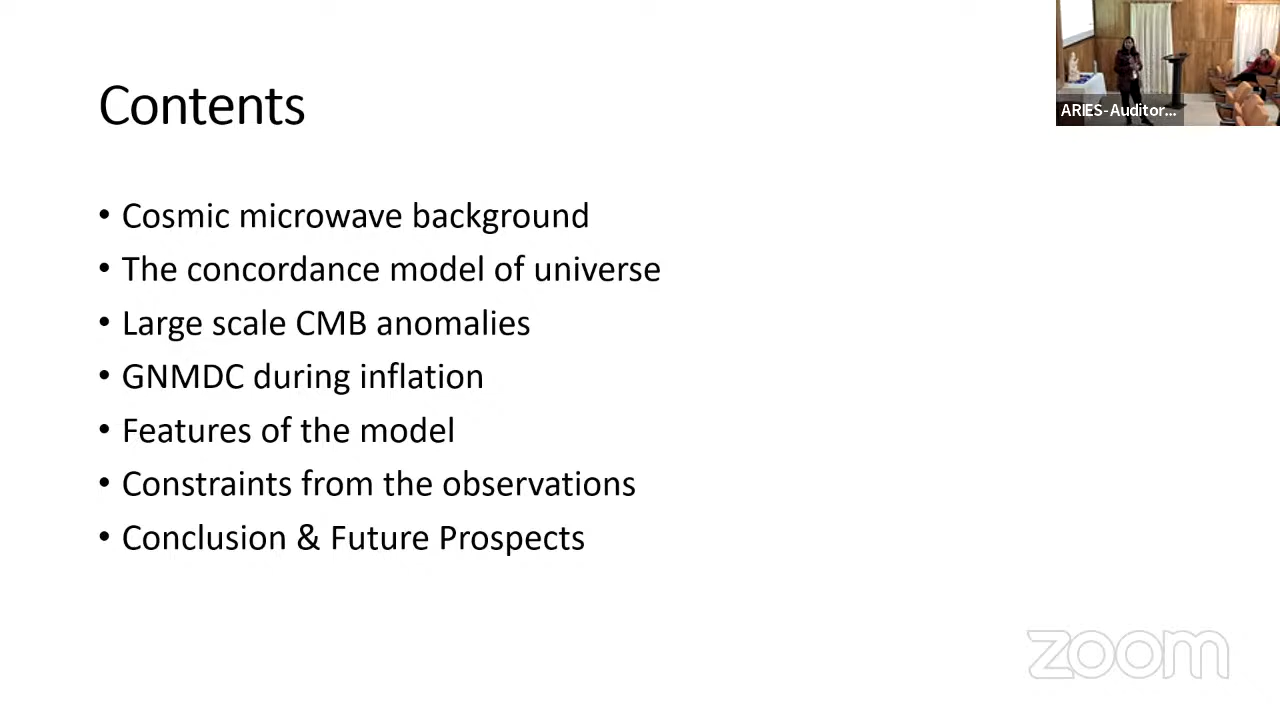 Contents
ARIES-Auditor...
• Cosmic microwave background
• The concordance model of universe
• Large scale CMB anomalies
• GNMDC during inflation
• Features of the model
• Constraints from the observations
• Conclusion & Future Prospects
zoom